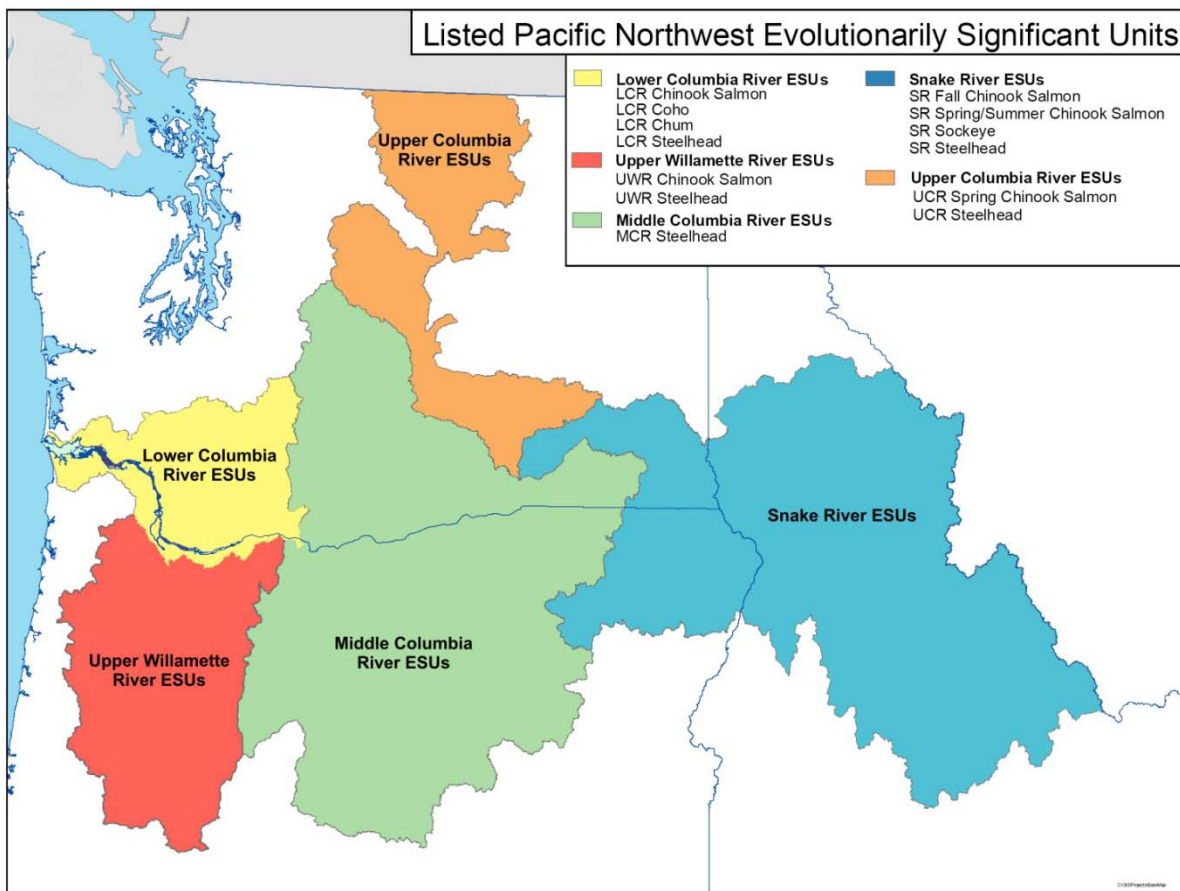 Listed Pacific Northwest Evolutionarily Significant Units
Lower Columbia River ESUs
LCR Chinook Salmon
LCR Coho
LCR Chum
LCR Steelhead
Upper Willamette River ESUs
UWR Chinook Salmon
UWR Steelhead
Middle Columbia River ESUs
MCR Steelhead
Snake River ESUs
SR Fall Chinook Salmon
SR Spring/Summer Chinook Salmon
SR Sockeye
SR Steelhead
Upper Columbia River ESUs
UCR Spring Chinook Salmon
UCR Steelhead
Upper Columbia
River ESUs
Lower Columbia
River ESUs
Snake River ESUs
Middle Columbia
River ESUs
Upper Willamette
River ESUs